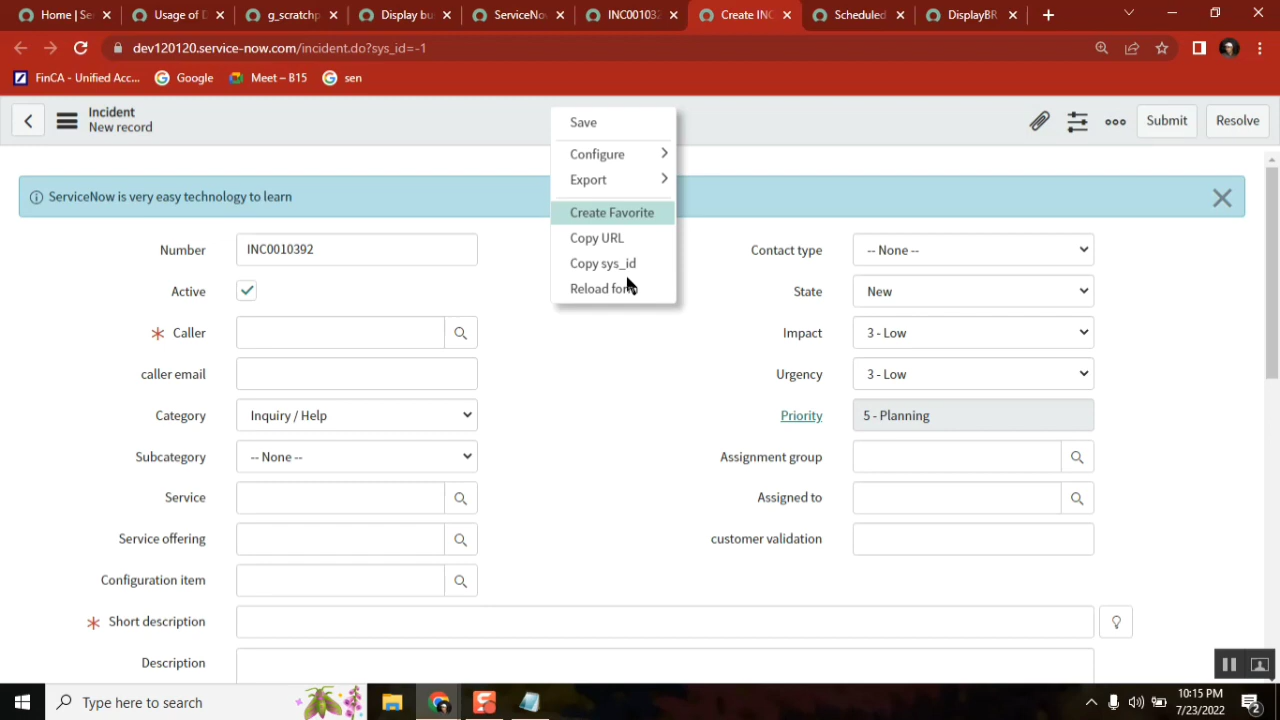 Home | Se
Usage of D
g_scratchp
Display bu
ServiceNo
INC001032
Create INC
Scheduled
DisplayBR
dev120120.service-now.com/incident.do?sys_id=-1
FinCA - Unified Acc...
Google
Meet – B15
sen
Incident
New record
Submit
Resolve
Save
Configure
Export
Create Favorite
Copy URL
Copy sys_id
Reload form
ServiceNow is very easy technology to learn
Number
INC0010392
Contact type
-- None --
Active
State
New
Caller
Impact
3 - Low
caller email
Urgency
3 - Low
Category
Inquiry / Help
Priority
5 - Planning
Subcategory
-- None --
Assignment group
Service
Assigned to
Service offering
customer validation
Configuration item
Short description
Description
Type here to search
10:15 PM
7/23/2022
2